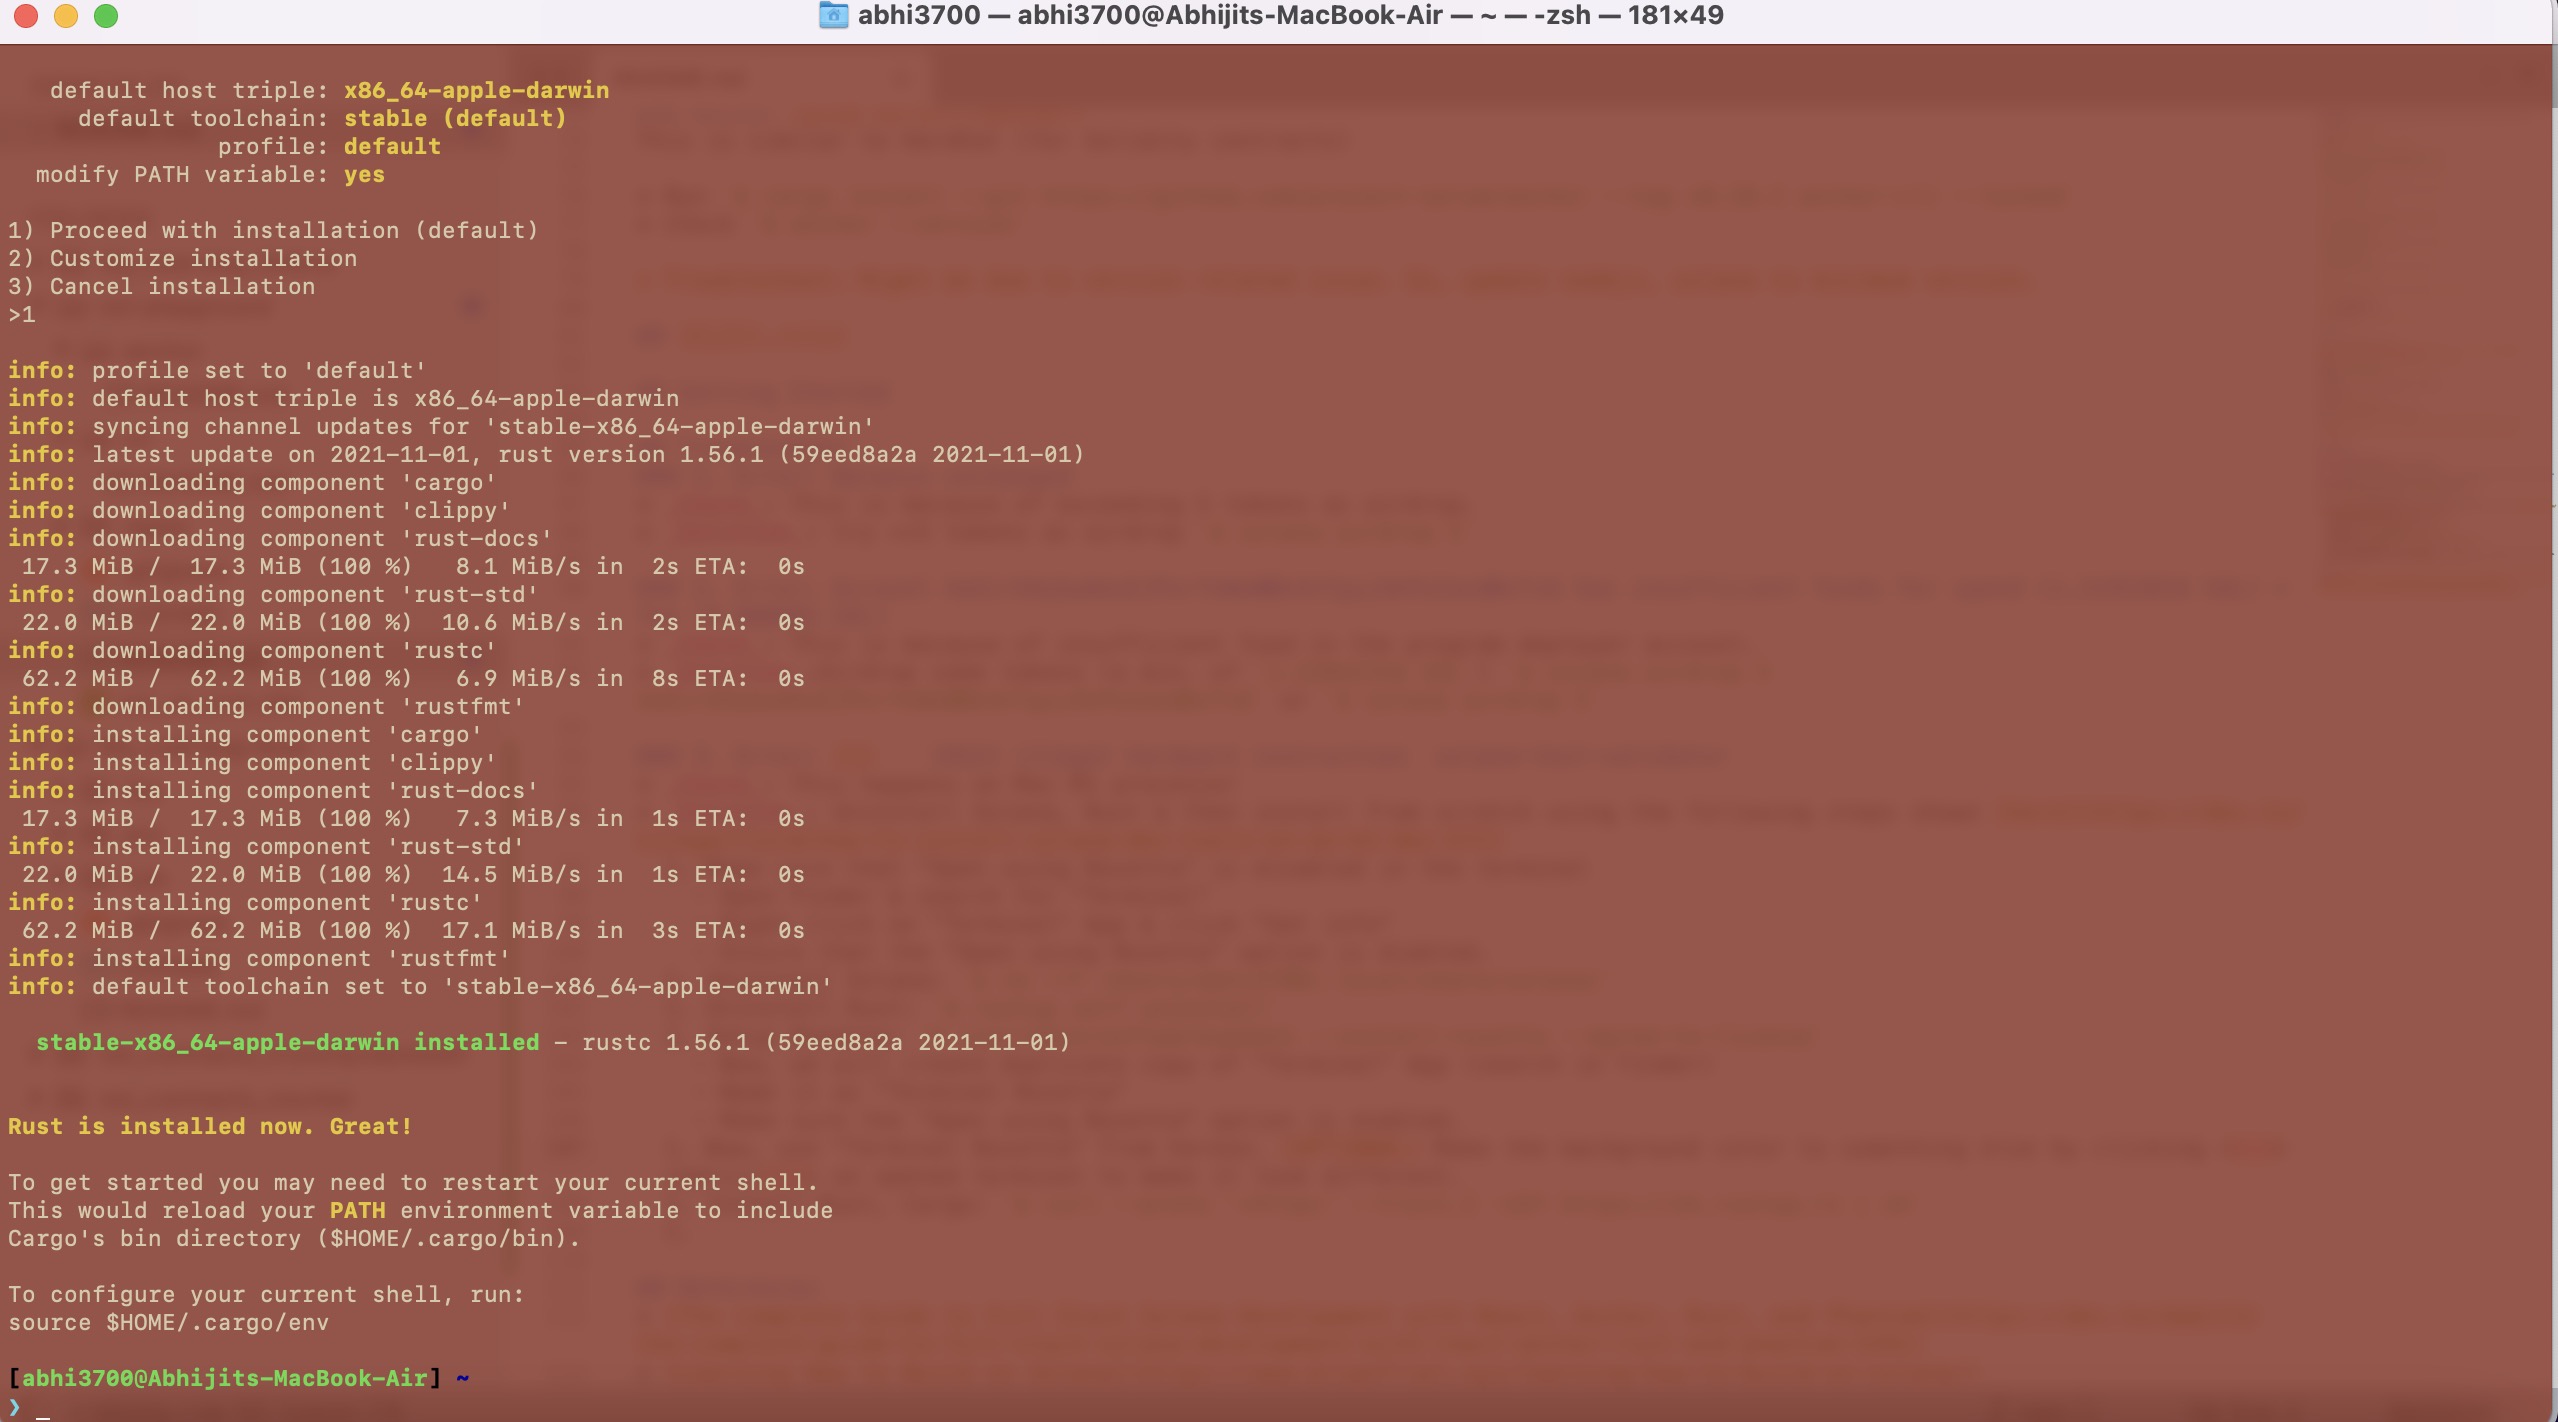 abhi3700 — abhi3700@Abhijits-MacBook-Air — ~ — -zsh — 181×49
default host triple: x86_64-apple-darwin
default toolchain: stable (default)
profile: default
modify PATH variable: yes
1) Proceed with installation (default)
2) Customize installation
3) Cancel installation
>1
info: profile set to 'default'
info: default host triple is x86_64-apple-darwin
info: syncing channel updates for 'stable-x86_64-apple-darwin'
info: latest update on 2021-11-01, rust version 1.56.1 (59eed8a2a 2021-11-01)
info: downloading component 'cargo'
info: downloading component 'clippy'
info: downloading component 'rust-docs'
17.3 MiB / 17.3 MiB (100 %) 8.1 MiB/s in 2s ETA: 0s
info: downloading component 'rust-std'
22.0 MiB / 22.0 MiB (100 %) 10.6 MiB/s in 2s ETA: 0s
info: downloading component 'rustc'
62.2 MiB / 62.2 MiB (100 %) 6.9 MiB/s in 8s ETA: 0s
info: downloading component 'rustfmt'
info: installing component 'cargo'
info: installing component 'clippy'
info: installing component 'rust-docs'
17.3 MiB / 17.3 MiB (100 %) 7.3 MiB/s in 1s ETA: 0s
info: installing component 'rust-std'
22.0 MiB / 22.0 MiB (100 %) 14.5 MiB/s in 1s ETA: 0s
info: installing component 'rustc'
62.2 MiB / 62.2 MiB (100 %) 17.1 MiB/s in 3s ETA: 0s
info: installing component 'rustfmt'
info: default toolchain set to 'stable-x86_64-apple-darwin'
stable-x86_64-apple-darwin installed - rustc 1.56.1 (59eed8a2a 2021-11-01)
Rust is installed now. Great!
To get started you may need to restart your current shell.
This would reload your PATH environment variable to include
Cargo's bin directory ($HOME/.cargo/bin).
To configure your current shell, run:
source $HOME/.cargo/env
[abhi3700@Abhijits-MacBook-Air] ~
❯ _